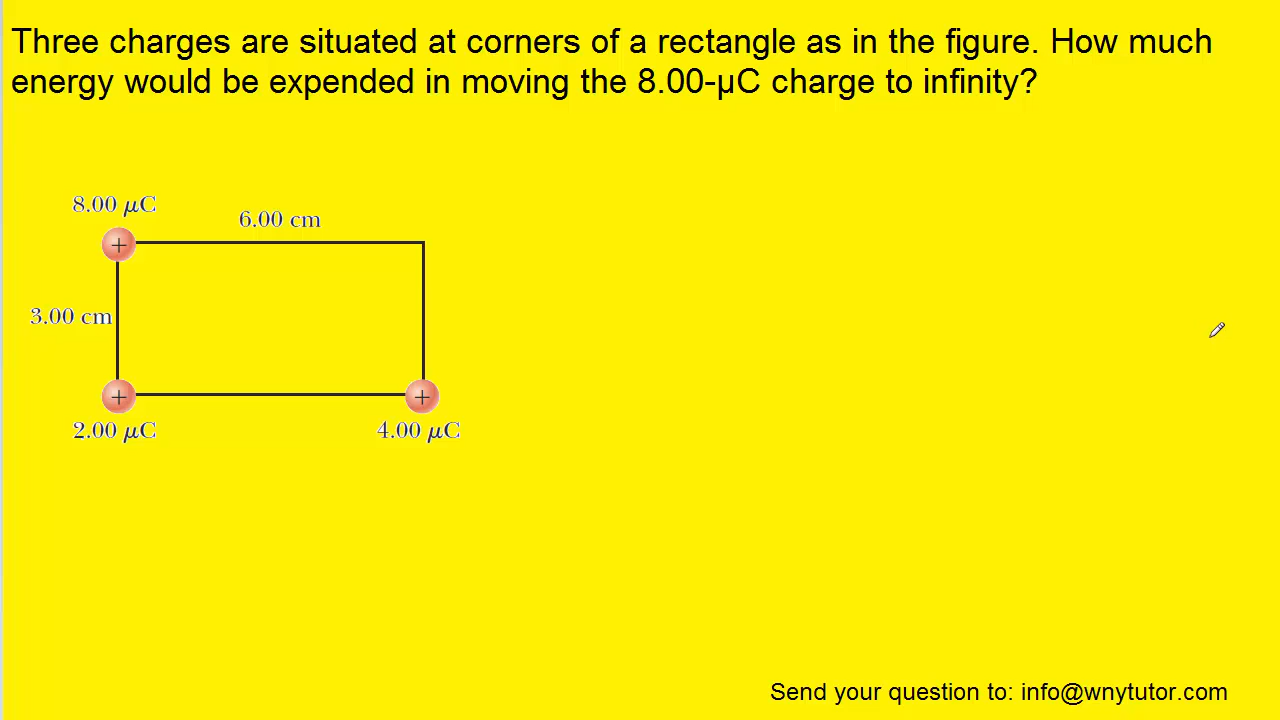 Three charges are situated at corners of a rectangle as in the figure. How much
energy would be expended in moving the 8.00-µC charge to infinity?
8.00 µC
6.00 cm
+
3.00 cm
+
+
2.00 µC
4.00 µC
Send your question to: info@wnytutor.com